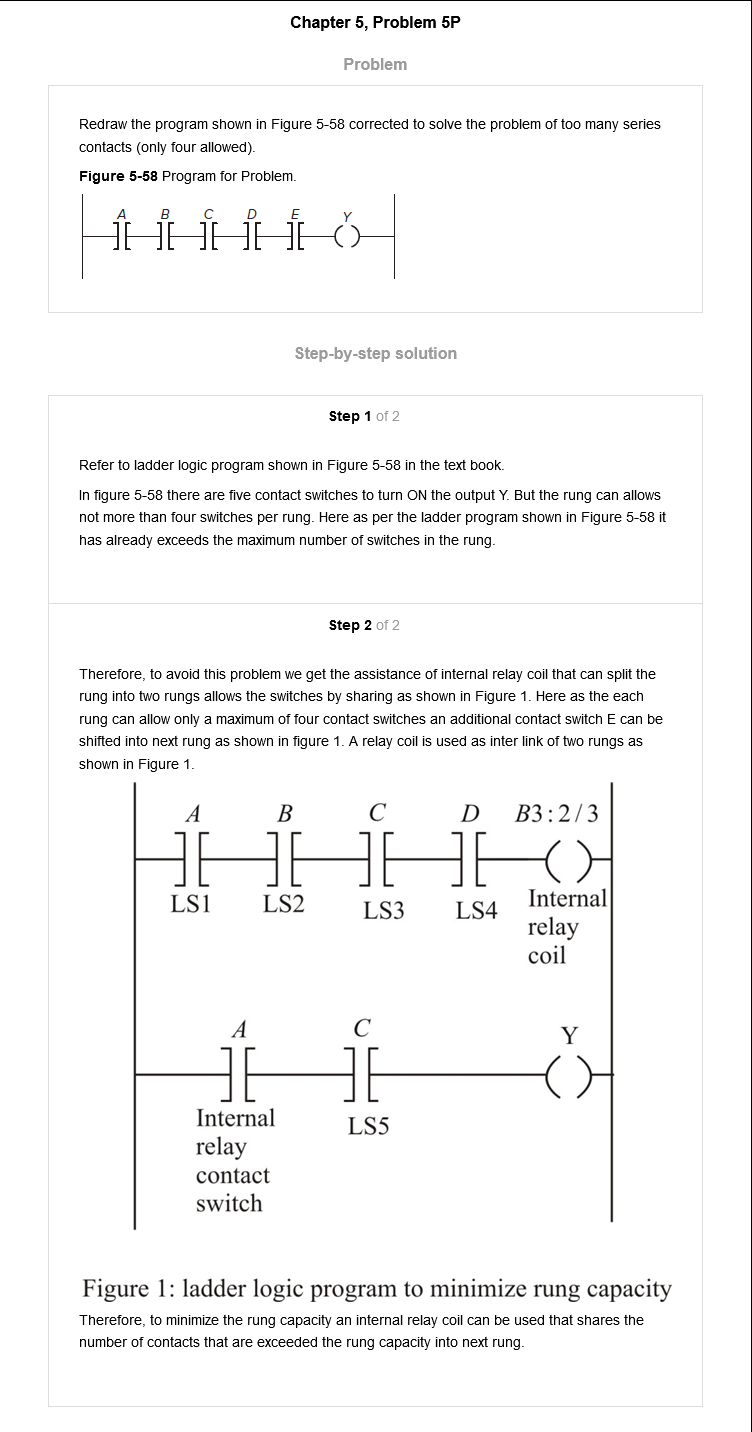 Chapter 5, Problem 5P
Problem
Redraw the program shown in Figure 5-58 corrected to solve the problem of too many series
contacts (only four allowed).
Figure 5-58 Program for Problem.
A B C D E Y
Step-by-step solution
Step 1 of 2
Refer to ladder logic program shown in Figure 5-58 in the text book.
In figure 5-58 there are five contact switches to turn ON the output Y. But the rung can allows
not more than four switches per rung. Here as per the ladder program shown in Figure 5-58 it
has already exceeds the maximum number of switches in the rung.
Step 2 of 2
Therefore, to avoid this problem we get the assistance of internal relay coil that can split the
rung into two rungs allows the switches by sharing as shown in Figure 1. Here as the each
rung can allow only a maximum of four contact switches an additional contact switch E can be
shifted into next rung as shown in figure 1. A relay coil is used as inter link of two rungs as
shown in Figure 1.
A B C D B3:2/3
LS1 LS2 LS3 LS4 Internal
relay
coil
A C Y
Internal LS5
relay
contact
switch
Figure 1: ladder logic program to minimize rung capacity
Therefore, to minimize the rung capacity an internal relay coil can be used that shares the
number of contacts that are exceeded the rung capacity into next rung.